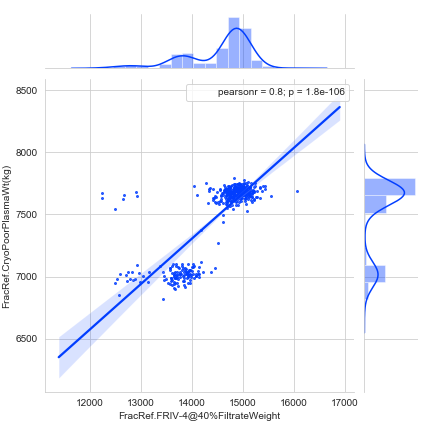 pearsonr = 0.8; p = 1.8e-106
8500
8000
7500
7000
6500
FracRef.CryoPoorPlasmaWt(kg)
12000 13000 14000 15000 16000 17000
FracRef.FRIV-4@40%FiltrateWeight